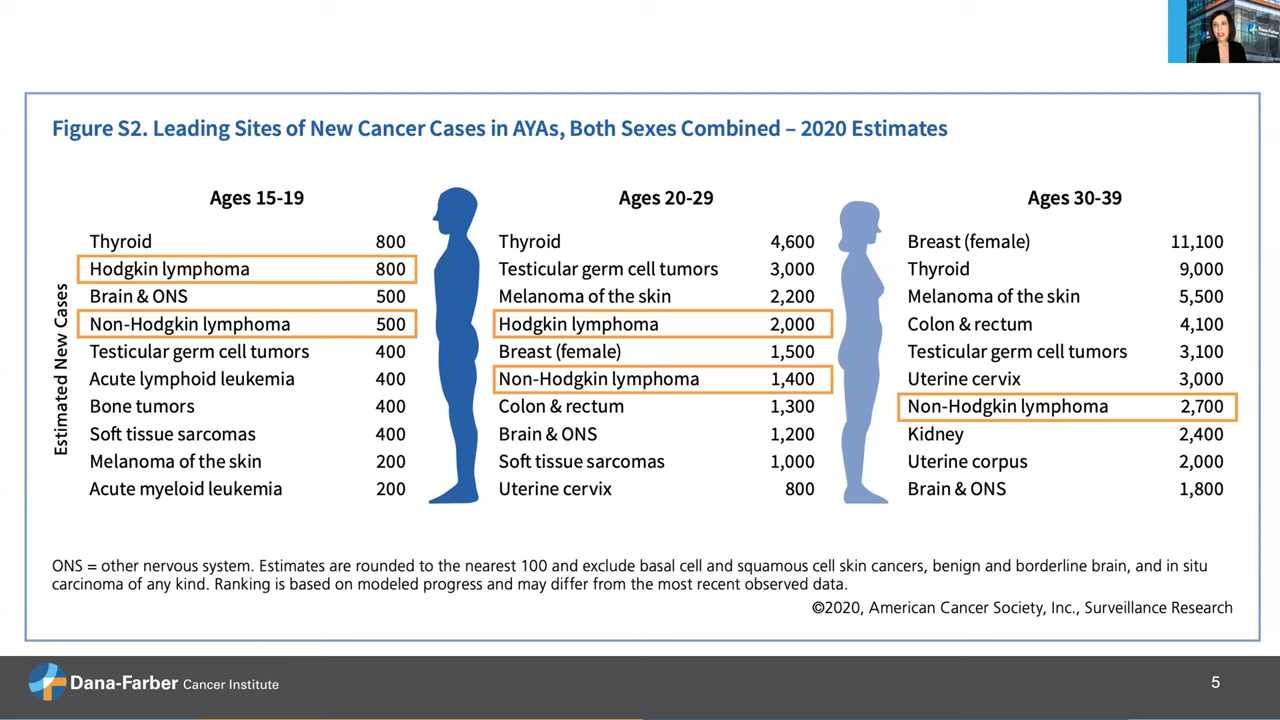 Figure S2. Leading Sites of New Cancer Cases in AYAs, Both Sexes Combined – 2020 Estimates
Estimated New Cases
Ages 15-19
Thyroid 800
Hodgkin lymphoma 800
Brain & ONS 500
Non-Hodgkin lymphoma 500
Testicular germ cell tumors 400
Acute lymphoid leukemia 400
Bone tumors 400
Soft tissue sarcomas 400
Melanoma of the skin 200
Acute myeloid leukemia 200
Ages 20-29
Thyroid 4,600
Testicular germ cell tumors 3,000
Melanoma of the skin 2,200
Hodgkin lymphoma 2,000
Breast (female) 1,500
Non-Hodgkin lymphoma 1,400
Colon & rectum 1,300
Brain & ONS 1,200
Soft tissue sarcomas 1,000
Uterine cervix 800
Ages 30-39
Breast (female) 11,100
Thyroid 9,000
Melanoma of the skin 5,500
Colon & rectum 4,100
Testicular germ cell tumors 3,100
Uterine cervix 3,000
Non-Hodgkin lymphoma 2,700
Kidney 2,400
Uterine corpus 2,000
Brain & ONS 1,800
ONS = other nervous system. Estimates are rounded to the nearest 100 and exclude basal cell and squamous cell skin cancers, benign and borderline brain, and in situ
carcinoma of any kind. Ranking is based on modeled progress and may differ from the most recent observed data.
©2020, American Cancer Society, Inc., Surveillance Research
Dana-Farber Cancer Institute
5
Dana-Farber